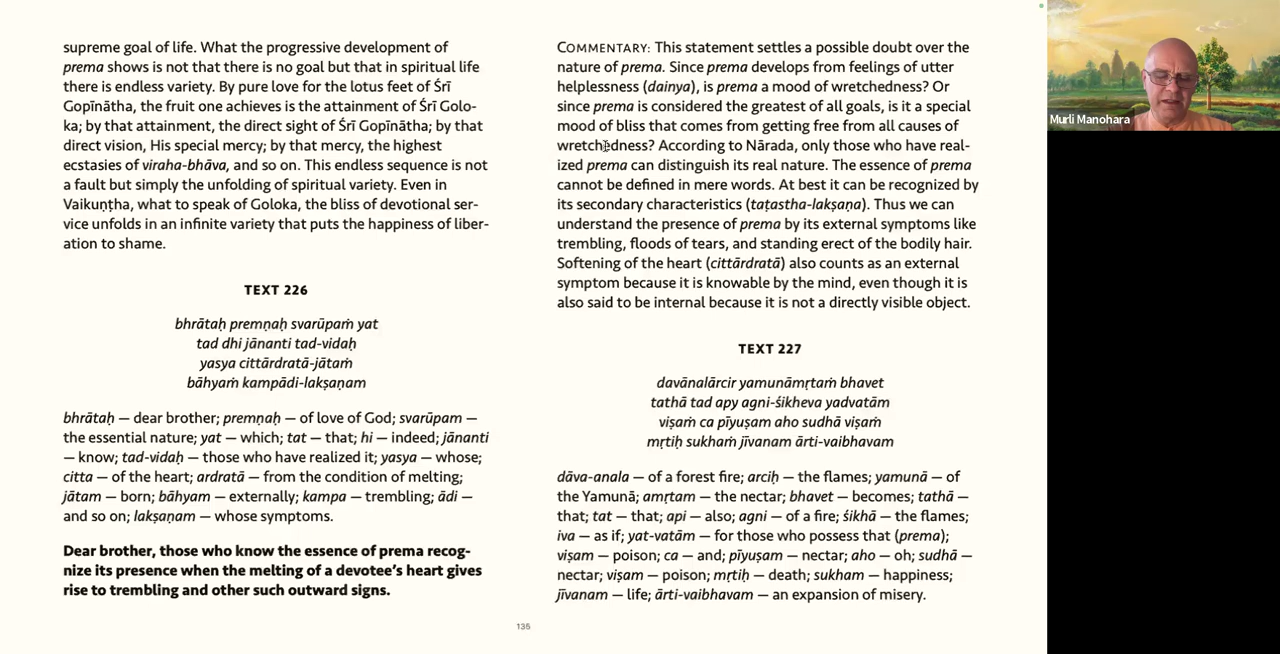 supreme goal of life. What the progressive development of
prema shows is not that there is no goal but that in spiritual life
there is endless variety. By pure love for the lotus feet of Śrī
Gopīnātha, the fruit one achieves is the attainment of Śrī Golo-
ka; by that attainment, the direct sight of Śrī Gopīnātha; by that
direct vision, His special mercy; by that mercy, the highest
ecstasies of viraha-bhāva, and so on. This endless sequence is not
a fault but simply the unfolding of spiritual variety. Even in
Vaikuṇṭha, what to speak of Goloka, the bliss of devotional ser-
vice unfolds in an infinite variety that puts the happiness of liber-
ation to shame.
TEXT 226
bhrātaḥ premṇaḥ svarūpaṁ yat
tad dhi jānanti tad-vidaḥ
yasya cittārdratā-jātaṁ
bāhyaṁ kampādi-lakṣaṇam
bhrātaḥ — dear brother; premṇaḥ — of love of God; svarūpam —
the essential nature; yat — which; tat — that; hi — indeed; jānanti
— know; tad-vidaḥ — those who have realized it; yasya — whose;
citta — of the heart; ardratā — from the condition of melting;
jātam — born; bāhyam — externally; kampa — trembling; ādi —
and so on; lakṣaṇam — whose symptoms.
Dear brother, those who know the essence of prema recog-
nize its presence when the melting of a devotee’s heart gives
rise to trembling and other such outward signs.
COMMENTARY: This statement settles a possible doubt over the
nature of prema. Since prema develops from feelings of utter
helplessness (dainya), is prema a mood of wretchedness? Or
since prema is considered the greatest of all goals, is it a special
mood of bliss that comes from getting free from all causes of
wretchedness? According to Nārada, only those who have real-
ized prema can distinguish its real nature. The essence of prema
cannot be defined in mere words. At best it can be recognized by
its secondary characteristics (taṭastha-lakṣaṇa). Thus we can
understand the presence of prema by its external symptoms like
trembling, floods of tears, and standing erect of the bodily hair.
Softening of the heart (cittārdratā) also counts as an external
symptom because it is knowable by the mind, even though it is
also said to be internal because it is not a directly visible object.
TEXT 227
davānalārcir yamunāmṛtaṁ bhavet
tathā tad apy agni-śikheva yadvatām
viṣaṁ ca pīyuṣam aho sudhā viṣaṁ
mṛtiḥ sukhaṁ jīvanam ārti-vaibhavam
dāva-anala — of a forest fire; arciḥ — the flames; yamunā — of
the Yamunā; amṛtam — the nectar; bhavet — becomes; tathā —
that; tat — that; api — also; agni — of a fire; śikhā — the flames;
iva — as if; yat-vatām — for those who possess that (prema);
viṣam — poison; ca — and; pīyuṣam — nectar; aho — oh; sudhā —
nectar; viṣam — poison; mṛtiḥ — death; sukham — happiness;
jīvanam — life; ārti-vaibhavam — an expansion of misery.
135
Murli Manohara